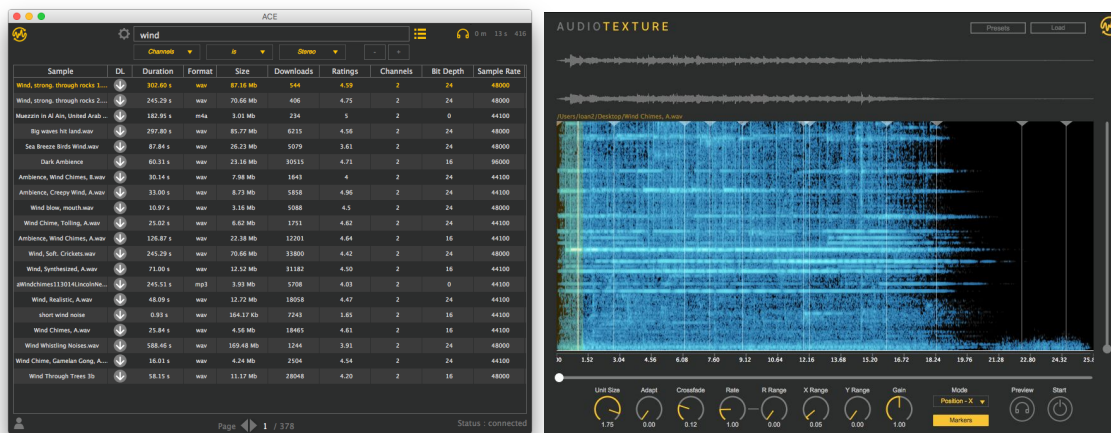 ACE
wind
0 m 13 s 416
Channels is Stereo - +
Sample DL Duration Format Size Downloads Ratings Channels Bit Depth Sample Rate
Wind, strong. through rocks 1.... 302.60 s wav 87.16 Mb 544 4.59 2 24 48000
Wind, strong. through rocks 2.... 245.29 s wav 70.66 Mb 406 4.75 2 24 48000
Muezzin in Al Ain, United Arab ... 182.95 s m4a 3.01 Mb 234 5 2 0 44100
Big waves hit land.wav 297.80 s wav 85.77 Mb 6215 4.56 2 24 48000
Sea Breeze Birds Wind.wav 87.84 s wav 26.23 Mb 5079 3.61 2 24 48000
Dark Ambience 60.31 s wav 23.16 Mb 30515 4.71 2 16 96000
Ambience, Wind Chimes, B.wav 30.14 s wav 7.98 Mb 1643 4 2 24 44100
Ambience, Creepy Wind, A.wav 33.00 s wav 8.73 Mb 5858 4.96 2 24 44100
Wind blow, mouth.wav 10.97 s wav 3.16 Mb 5088 4.5 2 24 48000
Wind Chime, Tolling, A.wav 25.02 s wav 6.62 Mb 1751 4.62 2 24 44100
Ambience, Wind Chimes, A.wav 126.87 s wav 22.38 Mb 12201 4.64 2 16 44100
Wind, Soft. Crickets.wav 245.29 s wav 70.66 Mb 33800 4.42 2 24 48000
Wind, Synthesized, A.wav 71.00 s wav 12.52 Mb 31182 4.50 2 16 44100
aWindchimes113014LincolnNe... 245.51 s mp3 3.93 Mb 5708 4.03 2 0 44100
Wind, Realistic, A.wav 48.09 s wav 12.72 Mb 18058 4.47 2 24 44100
short wind noise 0.93 s wav 164.17 Kb 7243 1.65 2 16 44100
Wind Chimes, A.wav 25.84 s wav 4.56 Mb 18465 4.61 2 16 44100
Wind Whistling Noises.wav 588.46 s wav 169.48 Mb 1244 3.91 2 24 48000
Wind Chime, Gamelan Gong, A.... 16.01 s wav 4.24 Mb 2504 4.54 2 24 44100
Wind Through Trees 3b 58.15 s wav 11.17 Mb 28048 4.20 2 16 48000
Page 1 / 378
Status : connected
AUDIOTEXTURE
Presets Load
/Users/loan2/Desktop/Wind Chimes, A.wav
1.52 3.04 4.56 6.08 7.60 9.12 10.64 12.16 13.68 15.20 16.72 18.24 19.76 21.28 22.80 24.32
Unit Size Adapt Crossfade Rate R Range X Range Y Range Gain Mode Preview Start
Position - X
Markers
1.75 0.00 0.12 1.00 0.00 0.05 0.00 1.00